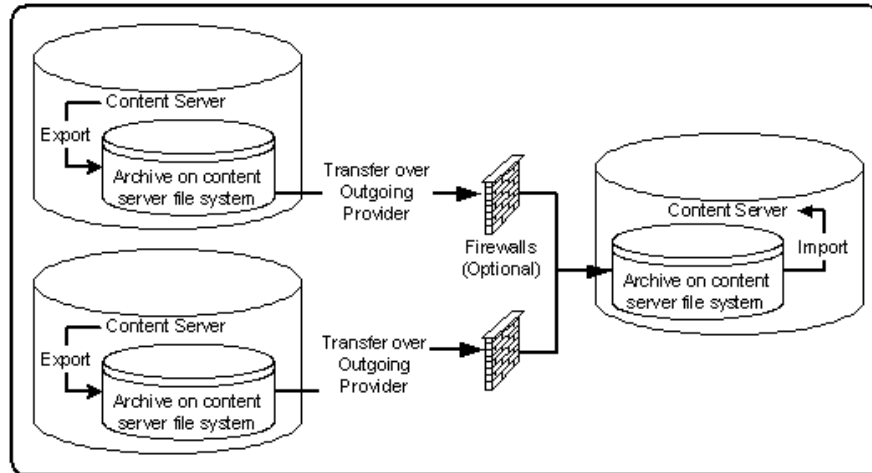 Content Server
Export
Archive on content
server file system
Transfer over
Outgoing
Provider
Firewalls
(Optional)
Content Server
Import
Archive on content
server file system
Content Server
Export
Archive on content
server file system
Transfer over
Outgoing
Provider